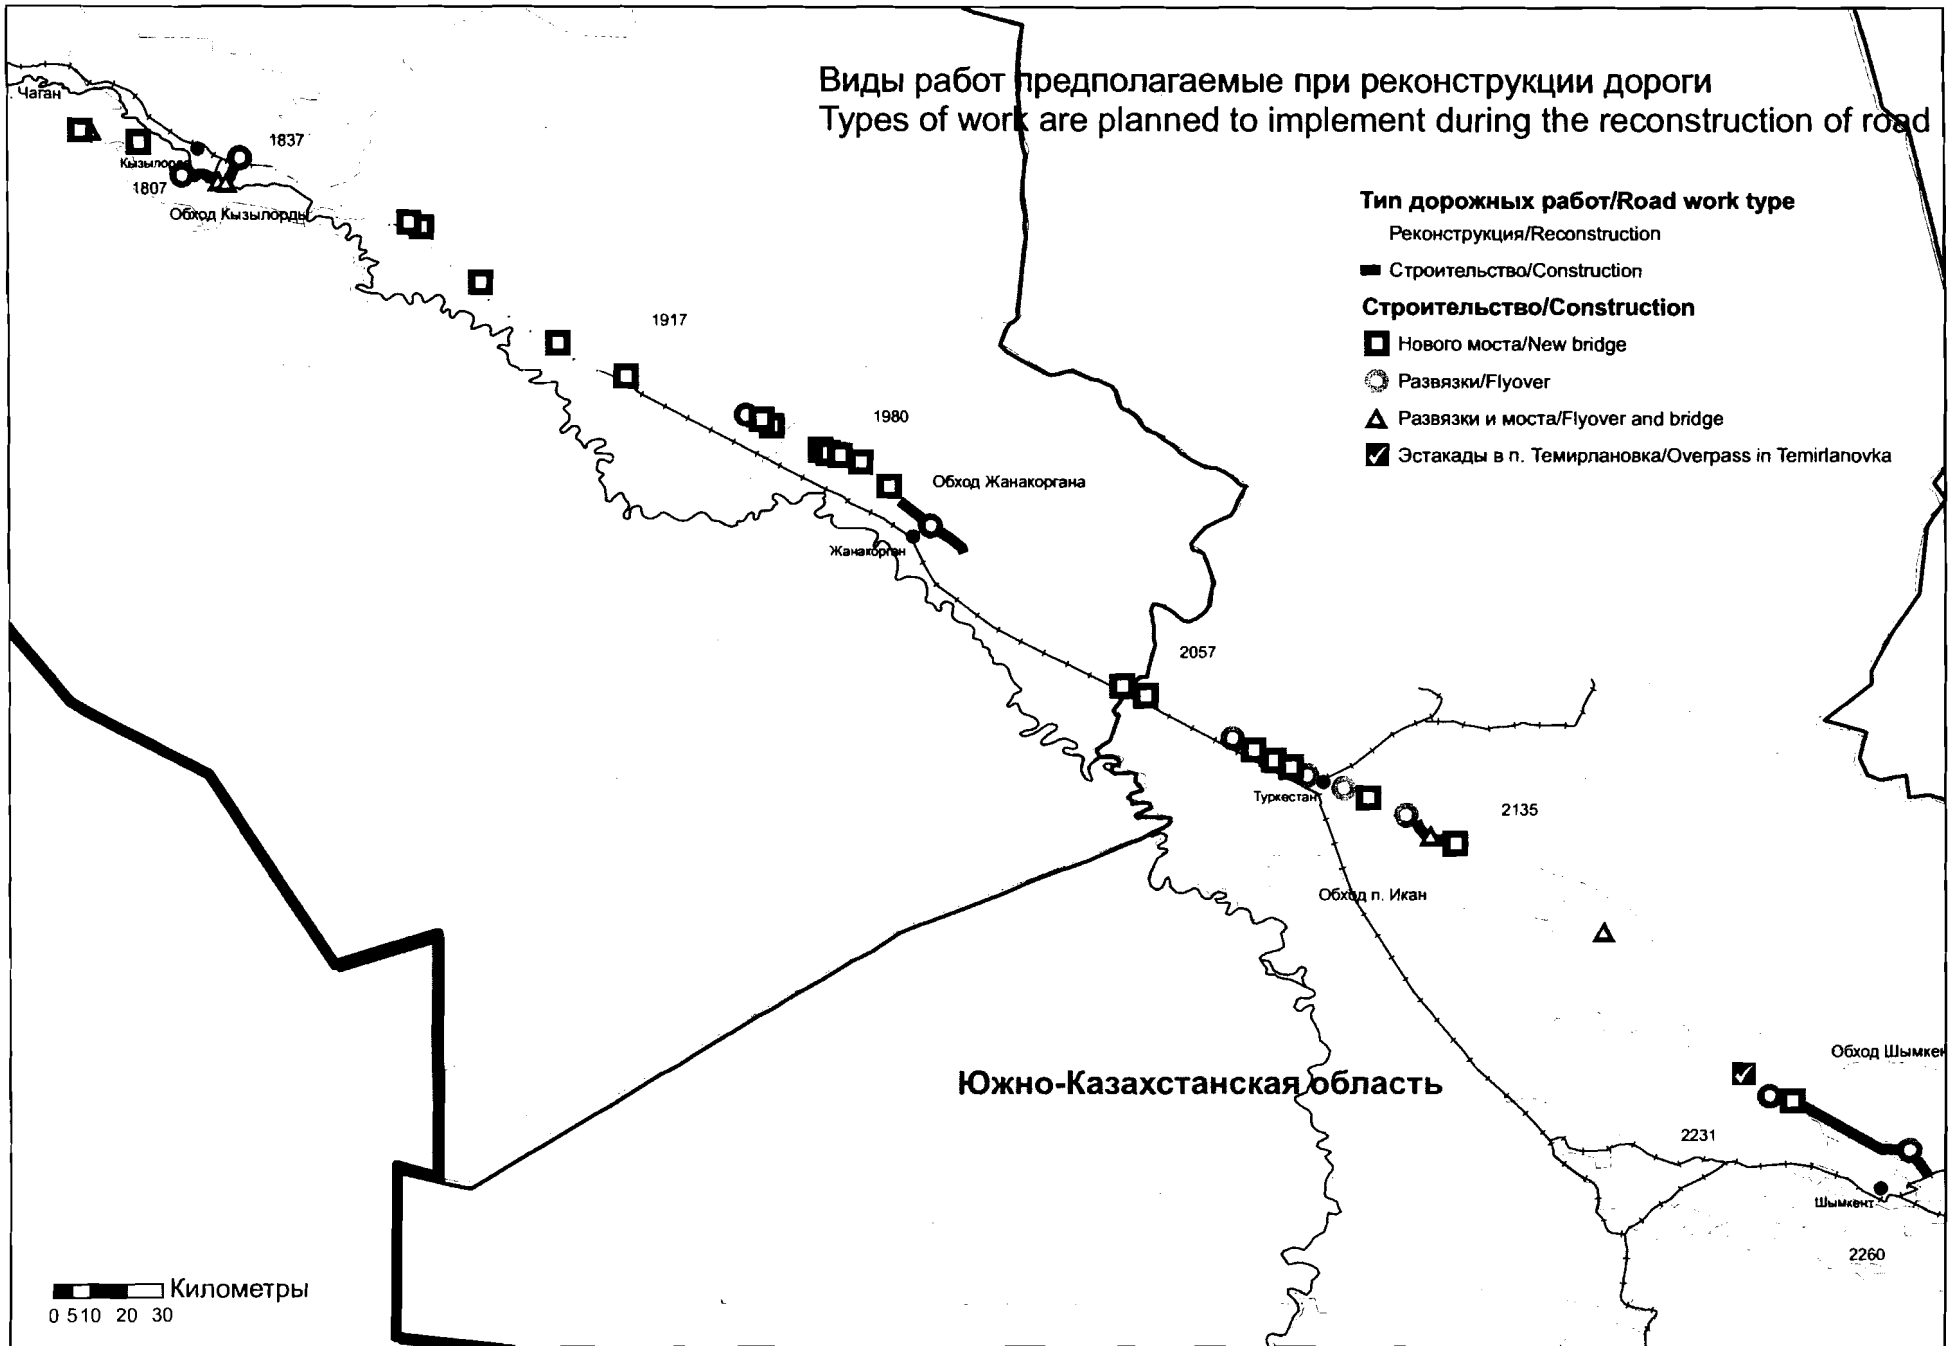 Виды работ предполагаемые при реконструкции дороги
Types of work are planned to implement during the reconstruction of road
Тип дорожных работ/Road work type
Реконструкция/Reconstruction
Строительство/Construction
Строительство/Construction
Нового моста/New bridge
Развязки/Flyover
Развязки и моста/Flyover and bridge
Эстакады в п. Темирлановка/Overpass in Temirlanovka
Чаган
1837
Кызылорда
1807
Обход Кызылорды
1917
1980
Обход Жанакоргана
Жанакорган
2057
Туркестан
2135
Обход п. Икан
Южно-Казахстанская область
Обход Шымкен
2231
Шымкент
2260
Километры
0 5 10 20 30